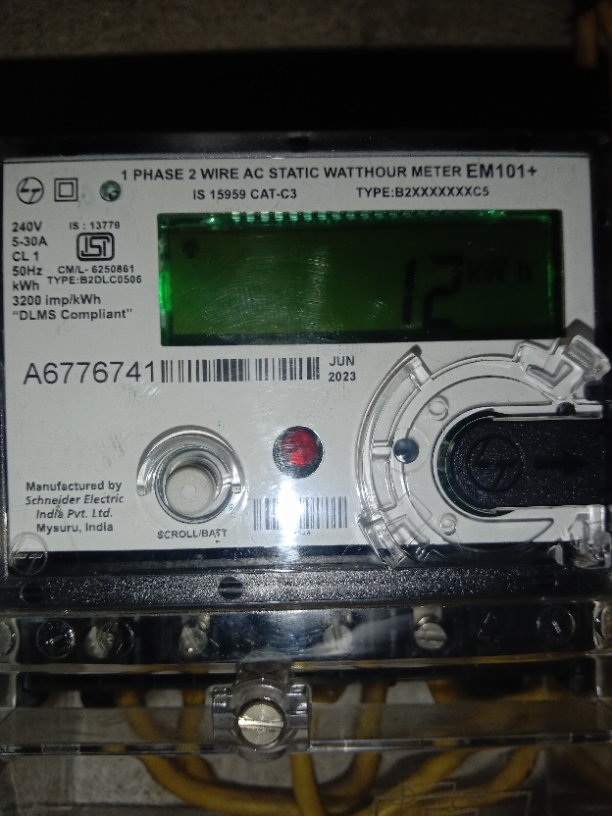 1 PHASE 2 WIRE AC STATIC WATTHOUR METER EM101+
IS 15959 CAT-C3 TYPE:B2XXXXXXXC5
240V
5-30A
CL 1
50Hz
kWh
3200 imp/kWh
“DLMS Compliant”
IS : 13779
ISI
CM/L- 6250861
TYPE:B2DLC0506
12 kWh
A6776741
JUN
2023
Manufactured by
Schneider Electric
India Pvt. Ltd.
Mysuru, India
SCROLL/BATT